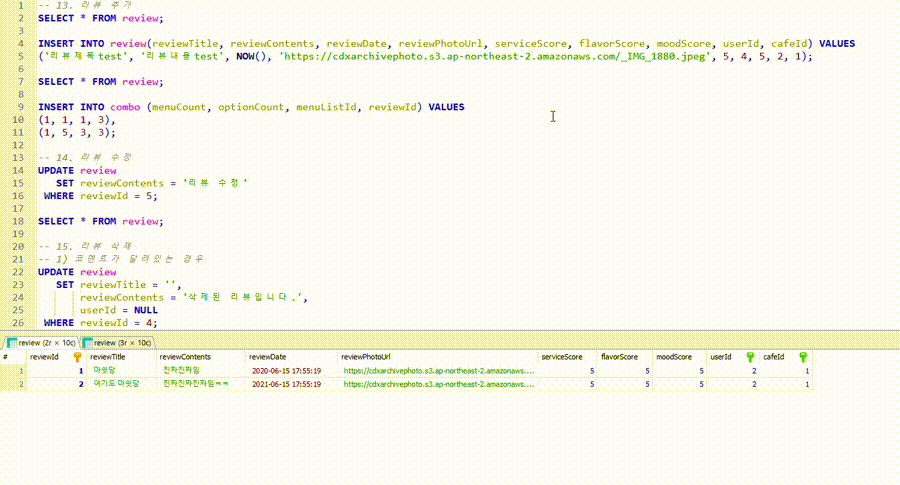 1 -- 13. 리뷰 추가
2 SELECT * FROM review;
3
4 INSERT INTO review(reviewTitle, reviewContents, reviewDate, reviewPhotoUrl, serviceScore, flavorScore, moodScore, userId, cafeId) VALUES
5 ('리뷰제목test', '리뷰내용test', NOW(), 'https://cdxarchivephoto.s3.ap-northeast-2.amazonaws.com/_IMG_1880.jpeg', 5, 4, 5, 2, 1);
6
7 SELECT * FROM review;
8
9 INSERT INTO combo (menuCount, optionCount, menuListId, reviewId) VALUES
10 (1, 1, 1, 3),
11 (1, 5, 3, 3);
12
13 -- 14. 리뷰 수정
14 UPDATE review
15 SET reviewContents = '리뷰 수정'
16 WHERE reviewId = 5;
17
18 SELECT * FROM review;
19
20 -- 15. 리뷰 삭제
21 -- 1) 코멘트가 달려있는 경우
22 UPDATE review
23 SET reviewTitle = '',
24 reviewContents = '삭제된 리뷰입니다.',
25 userId = NULL
26 WHERE reviewId = 4;
review (2r × 10c) review (3r × 10c)
# reviewId reviewTitle reviewContents reviewDate reviewPhotoUrl serviceScore flavorScore moodScore userId cafeId
1 1 마쉿당 진짜진짜임 2020-06-15 17:55:19 https://cdxarchivephoto.s3.ap-northeast-2.amazonaws.... 5 5 5 2 1
2 2 여기도 마쉿당 진짜진짜진짜임ㅋㅋ 2021-06-15 17:55:19 https://cdxarchivephoto.s3.ap-northeast-2.amazonaws.... 5 5 5 2 1